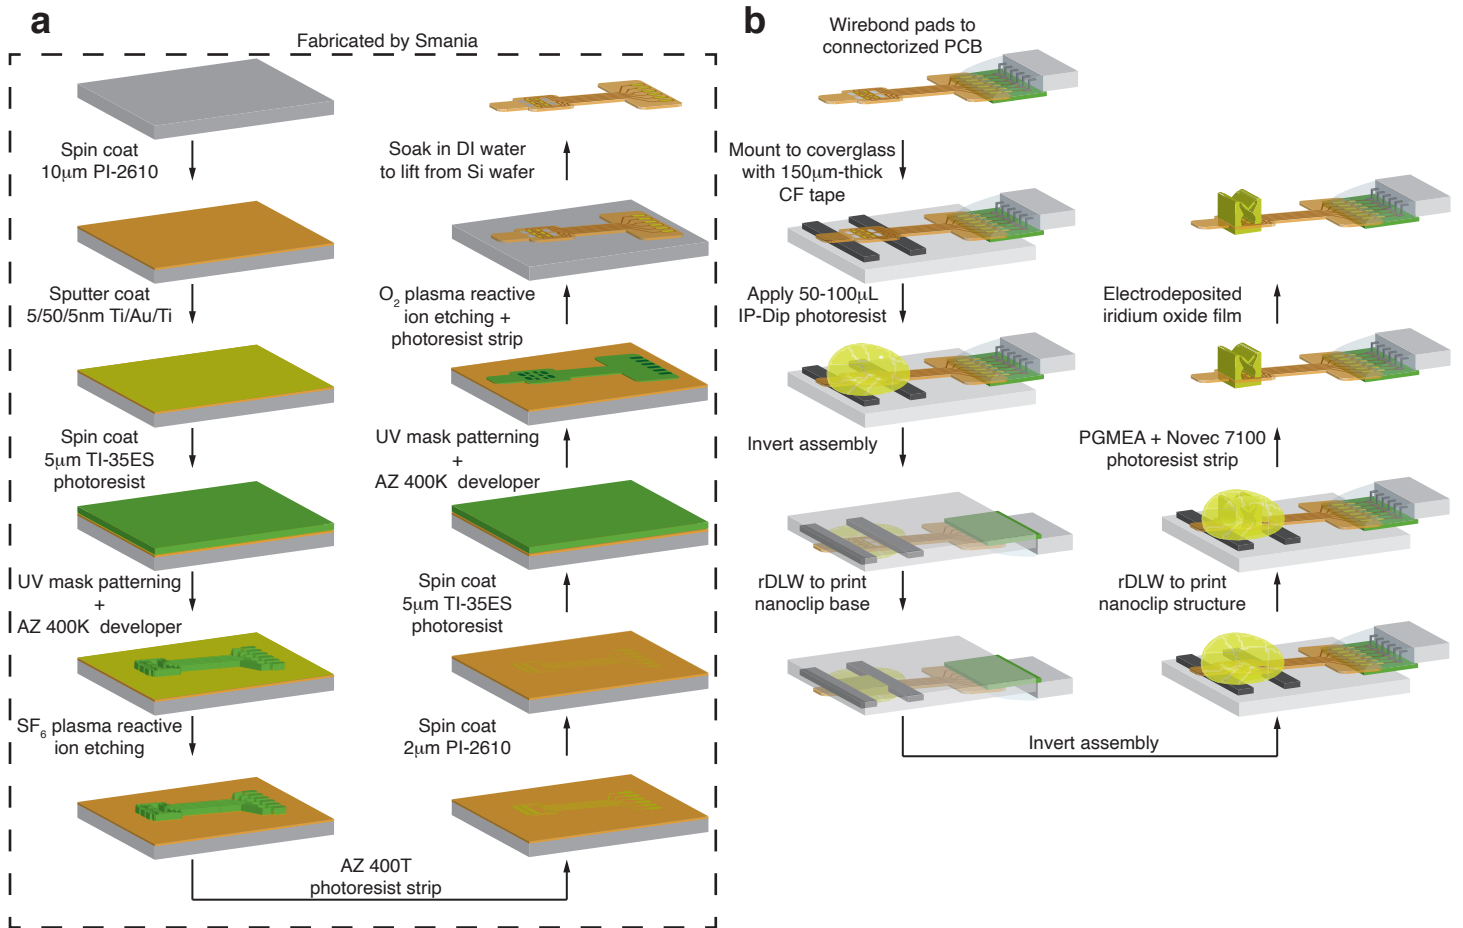 a
Fabricated by Smania
Spin coat
10μm PI-2610
Sputter coat
5/50/5nm Ti/Au/Ti
Spin coat
5μm TI-35ES
photoresist
UV mask patterning
+
AZ 400K developer
SF6 plasma reactive
ion etching
AZ 400T
photoresist strip
Spin coat
2μm PI-2610
Spin coat
5μm TI-35ES
photoresist
UV mask patterning
+
AZ 400K developer
O2 plasma reactive
ion etching +
photoresist strip
Soak in DI water
to lift from Si wafer
b
Wirebond pads to
connectorized PCB
Mount to coverglass
with 150μm-thick
CF tape
Apply 50-100μL
IP-Dip photoresist
Invert assembly
rDLW to print
nanoclip base
Invert assembly
rDLW to print
nanoclip structure
PGMEA + Novec 7100
photoresist strip
Electrodeposited
iridium oxide film